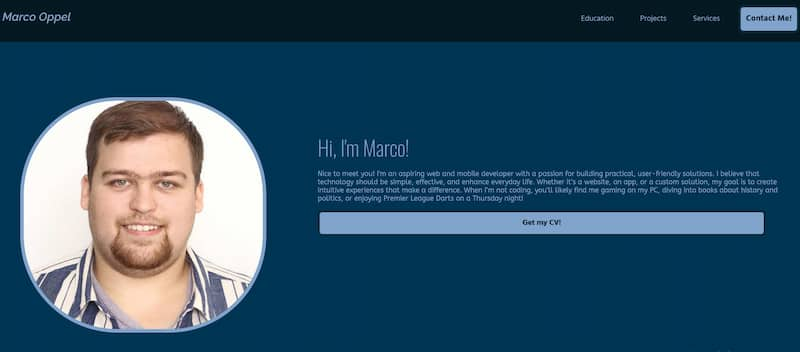 Marco Oppel
Education
Projects
Services
Contact Me!
Hi, I'm Marco!
Nice to meet you! I'm an aspiring web and mobile developer with a passion for building practical, user-friendly solutions. I believe that
technology should be simple, effective, and enhance everyday life. Whether it's a website, an app, or a custom solution, my goal is to create
intuitive experiences that make a difference. When I'm not coding, you'll likely find me gaming on my PC, diving into books about history and
politics, or enjoying Premier League Darts on a Thursday night!
Get my CV!